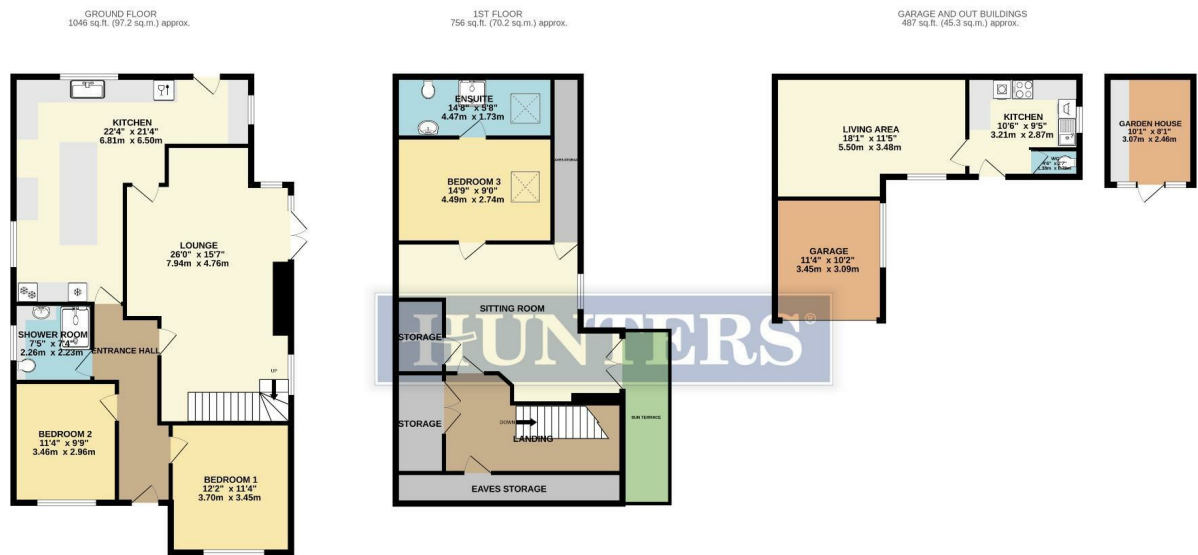 GROUND FLOOR
1046 sq.ft. (97.2 sq.m.) approx.
KITCHEN
22'4" x 21'4"
6.81m x 6.50m
LOUNGE
26'0" x 15'7"
7.94m x 4.76m
SHOWER ROOM
7'5" x 7'4"
2.26m x 2.23m
ENTRANCE HALL
UP
BEDROOM 2
11'4" x 9'9"
3.46m x 2.96m
BEDROOM 1
12'2" x 11'4"
3.70m x 3.45m
1ST FLOOR
756 sq.ft. (70.2 sq.m.) approx.
ENSUITE
14'8" x 5'8"
4.47m x 1.73m
EAVES STORAGE
BEDROOM 3
14'9" x 9'0"
4.49m x 2.74m
SITTING ROOM
STORAGE
HUNTERS
STORAGE
DOWN
LANDING
SUN TERRACE
EAVES STORAGE
GARAGE AND OUT BUILDINGS
487 sq.ft. (45.3 sq.m.) approx.
LIVING AREA
18'1" x 11'5"
5.50m x 3.48m
KITCHEN
10'6" x 9'5"
3.21m x 2.87m
WC
GARAGE
11'4" x 10'2"
3.45m x 3.09m
GARDEN HOUSE
10'1" x 8'1"
3.07m x 2.46m